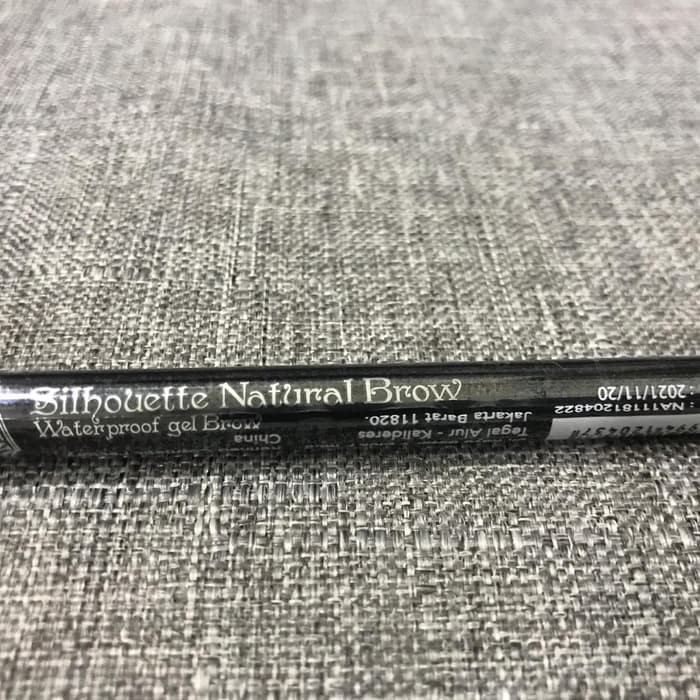 Silhouette Natural Brow
Waterproof gel Brow
China
Tegal Alur - Kalideres
Jakarta Barat 11820.
NA11181204822
: 2021/11/20